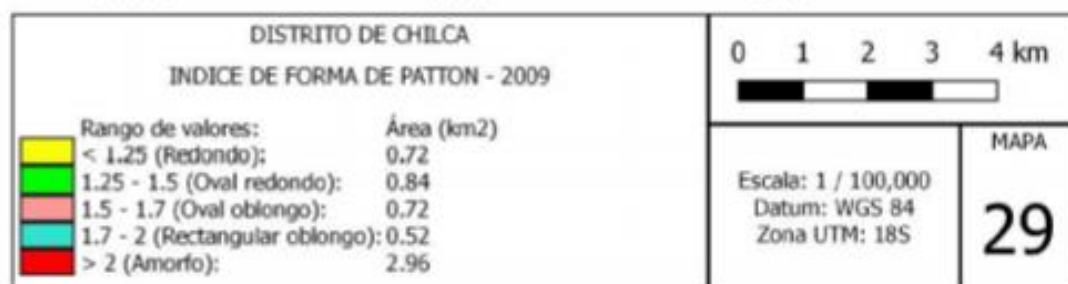 DISTRITO DE CHILCA
INDICE DE FORMA DE PATTON - 2009
Rango de valores: Área (km2)
< 1.25 (Redondo): 0.72
1.25 - 1.5 (Oval redondo): 0.84
1.5 - 1.7 (Oval oblongo): 0.72
1.7 - 2 (Rectangular oblongo): 0.52
> 2 (Amorfo): 2.96
0 1 2 3 4 km
Escala: 1 / 100,000
Datum: WGS 84
Zona UTM: 18S
MAPA
29